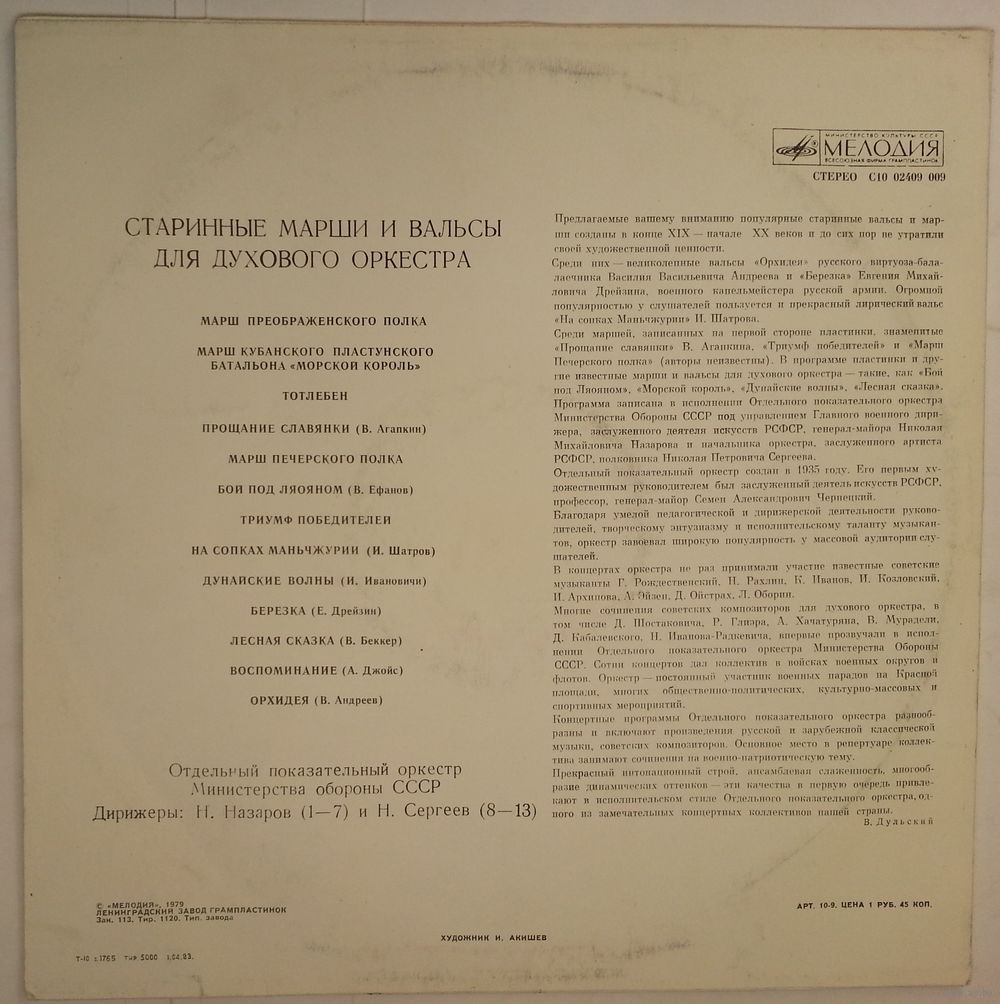 МИНИСТЕРСТВО КУЛЬТУРЫ СССР
МЕЛОДИЯ
ВСЕСОЮЗНАЯ ФИРМА ГРАМПЛАСТИНОК
СТЕРЕО С10 02409 009
СТАРИННЫЕ МАРШИ И ВАЛЬСЫ
ДЛЯ ДУХОВОГО ОРКЕСТРА
МАРШ ПРЕОБРАЖЕНСКОГО ПОЛКА
МАРШ КУБАНСКОГО ПЛАСТУНСКОГО
БАТАЛЬОНА «МОРСКОЙ КОРОЛЬ»
ТОТЛЕБЕН
ПРОЩАНИЕ СЛАВЯНКИ (В. Агапкин)
МАРШ ПЕЧЕРСКОГО ПОЛКА
БОЙ ПОД ЛЯОЯНОМ (В. Ефанов)
ТРИУМФ ПОБЕДИТЕЛЕЙ
НА СОПКАХ МАНЬЧЖУРИИ (И. Шатров)
ДУНАЙСКИЕ ВОЛНЫ (И. Ивановичи)
БЕРЕЗКА (Е. Дрейзин)
ЛЕСНАЯ СКАЗКА (В. Беккер)
ВОСПОМИНАНИЕ (А. Джойс)
ОРХИДЕЯ (В. Андреев)
Отдельный показательный оркестр
Министерства обороны СССР
Дирижеры: Н. Назаров (1—7) и Н. Сергеев (8—13)
Предлагаемые вашему вниманию популярные старинные вальсы и мар-
ши созданы в конце XIX — начале XX веков и до сих пор не утратили
своей художественной ценности.
Среди них — великолепные вальсы «Орхидея» русского виртуоза-бала-
лаечника Василия Васильевича Андреева и «Березка» Евгения Михай-
ловича Дрейзина, военного капельмейстера русской армии. Огромной
популярностью у слушателей пользуется и прекрасный лирический вальс
«На сопках Маньчжурии» И. Шатрова.
Среди маршей, записанных на первой стороне пластинки, знаменитые
«Прощание славянки» В. Агапкина, «Триумф победителей» и «Марш
Печерского полка» (авторы неизвестны). В программе пластинки и дру-
гие известные марши и вальсы для духового оркестра — такие, как «Бой
под Ляояном», «Морской король», «Дунайские волны», «Лесная сказка».
Программа записана в исполнении Отдельного показательного оркестра
Министерства Обороны СССР под управлением Главного военного дири-
жера, заслуженного деятеля искусств РСФСР, генерал-майора Николая
Михайловича Назарова и начальника оркестра, заслуженного артиста
РСФСР, полковника Николая Петровича Сергеева.
Отдельный показательный оркестр создан в 1935 году. Его первым ху-
дожественным руководителем был заслуженный деятель искусств РСФСР,
профессор, генерал-майор Семен Александрович Чернецкий.
Благодаря умелой педагогической и дирижерской деятельности руково-
дителей, творческому энтузиазму и исполнительскому таланту музыкан-
тов, оркестр завоевал широкую популярность у массовой аудитории слу-
шателей.
В концертах оркестра не раз принимали участие известные советские
музыканты Г. Рождественский, Н. Рахлин, К. Иванов, И. Козловский,
И. Архипова, А. Эйзен, Д. Ойстрах, Л. Оборин.
Многие сочинения советских композиторов для духового оркестра, в
том числе Д. Шостаковича, Р. Глиэра, А. Хачатуряна, В. Мурадели,
Д. Кабалевского, Н. Иванова-Радкевича, впервые прозвучали в испол-
нении Отдельного показательного оркестра Министерства Обороны
СССР. Сотни концертов дал коллектив в войсках военных округов и
флотов. Оркестр — постоянный участник военных парадов на Красной
площади, многих общественно-политических, культурно-массовых и
спортивных мероприятий.
Концертные программы Отдельного показательного оркестра разнооб-
разны и включают произведения русской и зарубежной классической
музыки, советских композиторов. Основное место в репертуаре коллек-
тива занимают сочинения на военно-патриотическую тему.
Прекрасный интонационный строй, ансамблевая слаженность, многооб-
разие динамических оттенков — эти качества в первую очередь привле-
кают в исполнительском стиле Отдельного показательного оркестра, од-
ного из замечательных концертных коллективов нашей страны.
В. Дульский
© «МЕЛОДИЯ», 1979
ЛЕНИНГРАДСКИЙ ЗАВОД ГРАМПЛАСТИНОК
Зак. 113. Тир. 1120. Тип. завода
АРТ. 10-9. ЦЕНА 1 РУБ. 45 КОП.
ХУДОЖНИК И. АКИШЕВ
Т-10 з.1765 тир 5000 1.04.83.